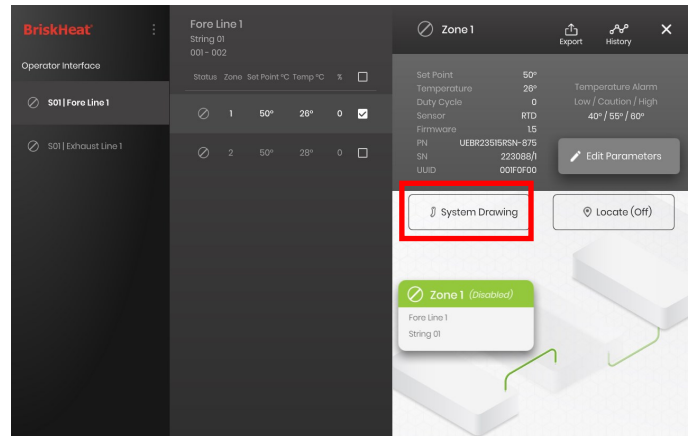 BriskHeat
Operator Interface
S01 | Fore Line 1
S01 | Exhaust Line 1
Fore Line 1
String 01
001 - 002
Status Zone Set Point °C Temp °C %
1 50° 26° 0
2 50° 28° 0
Zone 1
Export History
Set Point 50°
Temperature 26°
Duty Cycle 0
Sensor RTD
Firmware 1.5
PN UEBR23515RSN-875
SN 223088/1
UUID 001F0F00
Temperature Alarm
Low / Caution / High
40° / 55° / 60°
Edit Parameters
System Drawing
Locate (Off)
Zone 1 (Disabled)
Fore Line 1
String 01